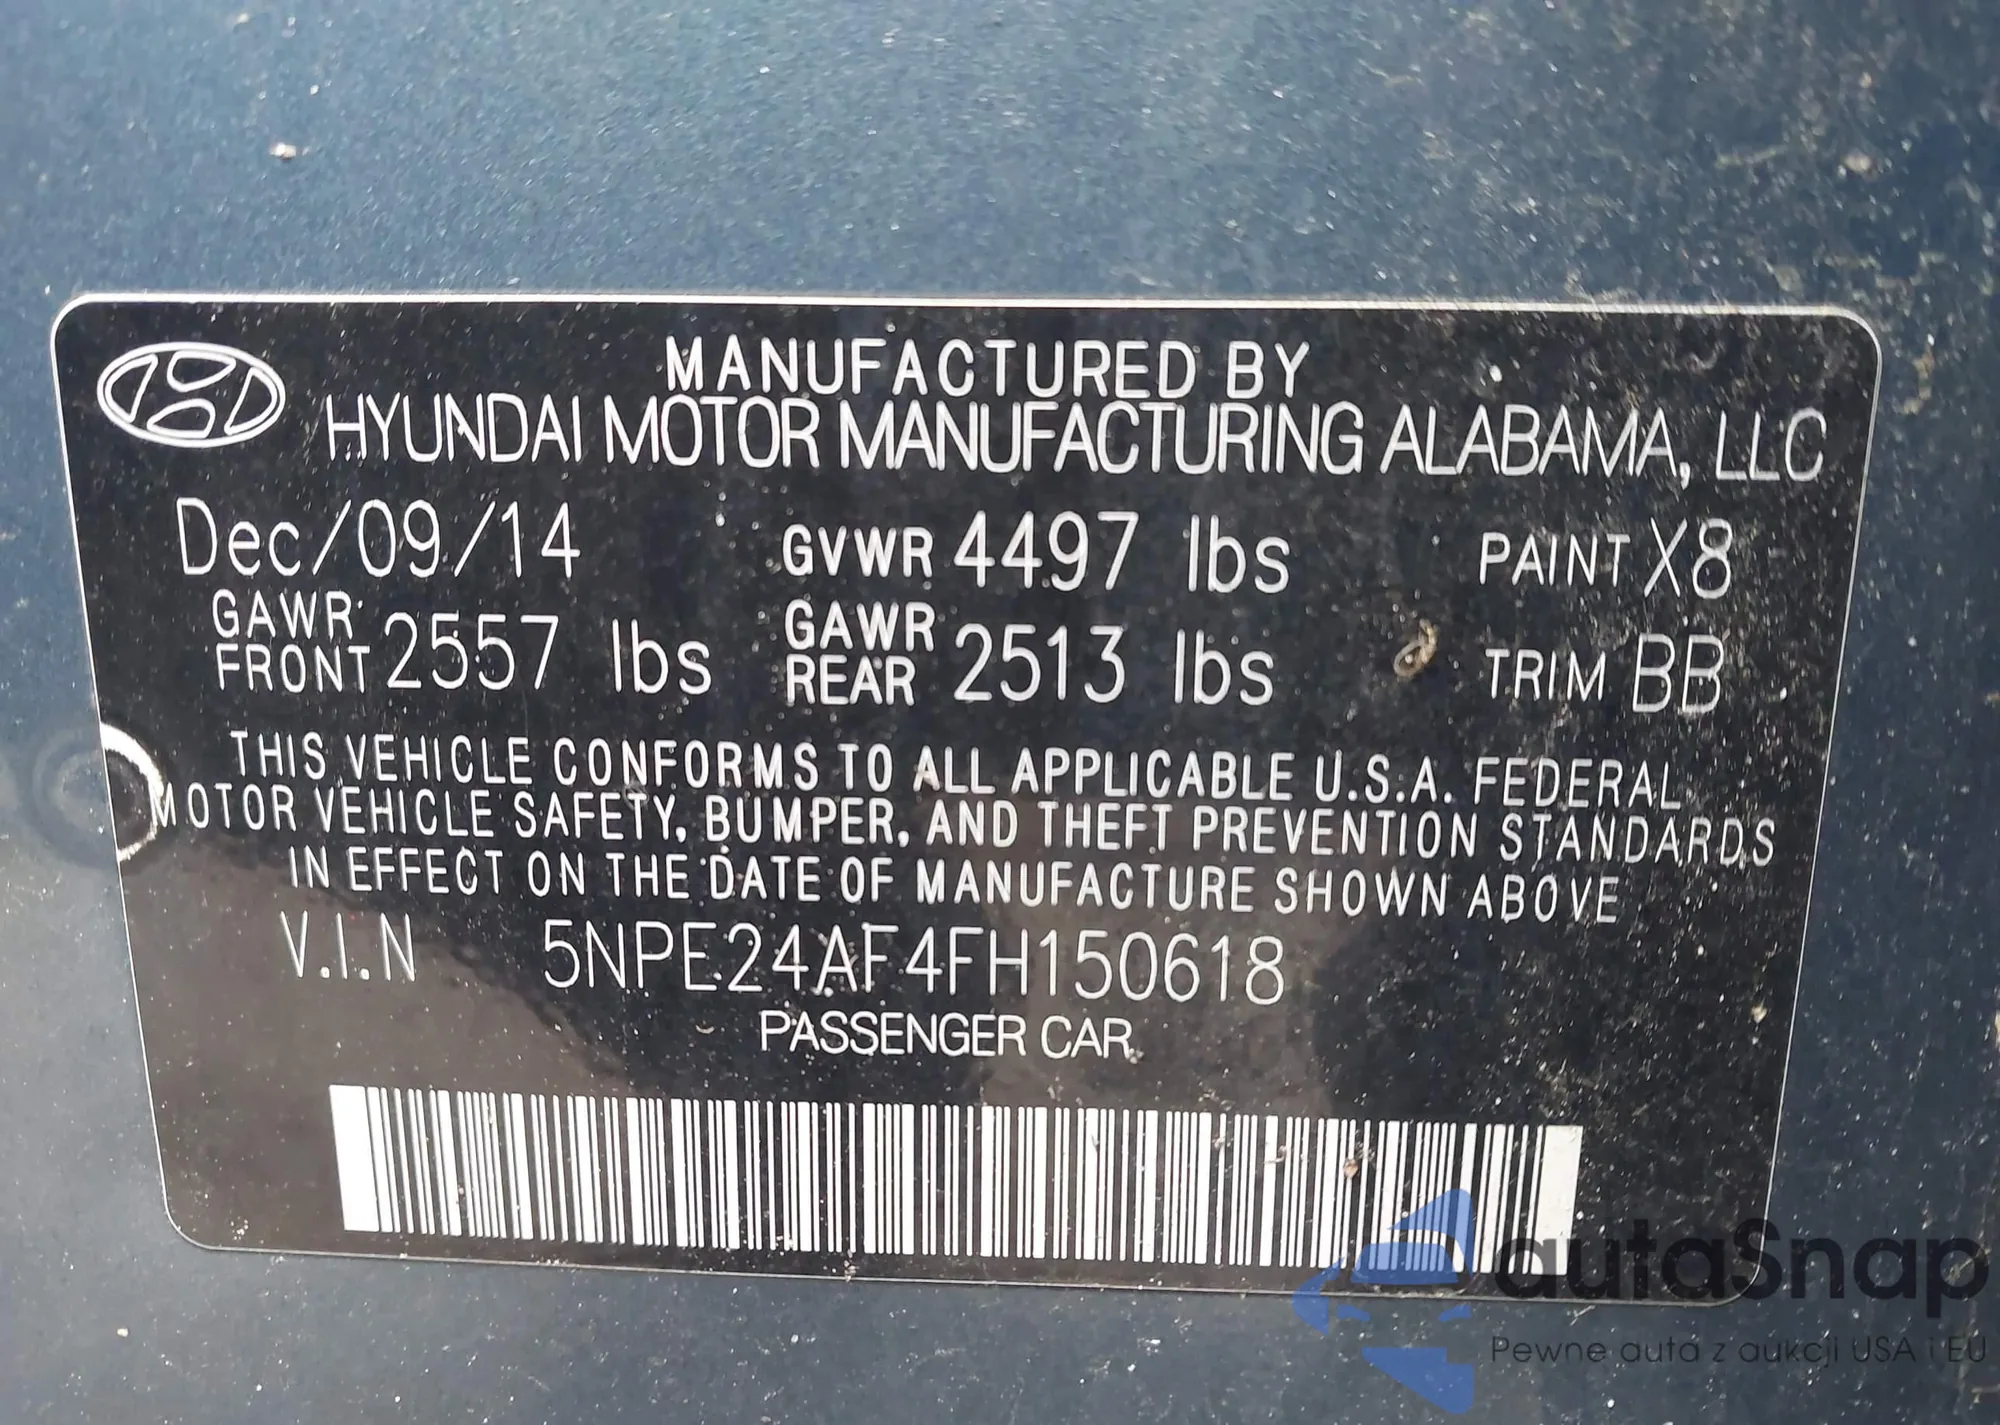 MANUFACTURED BY
HYUNDAI MOTOR MANUFACTURING ALABAMA, LLC
Dec/09/14 GVWR 4497 lbs PAINT X8
GAWR FRONT 2557 lbs GAWR REAR 2513 lbs TRIM BB
THIS VEHICLE CONFORMS TO ALL APPLICABLE U.S.A. FEDERAL
MOTOR VEHICLE SAFETY, BUMPER, AND THEFT PREVENTION STANDARDS
IN EFFECT ON THE DATE OF MANUFACTURE SHOWN ABOVE
V.I.N 5NPE24AF4FH150618
PASSENGER CAR
autaSnap
Pewne auta z aukcji USA i EU